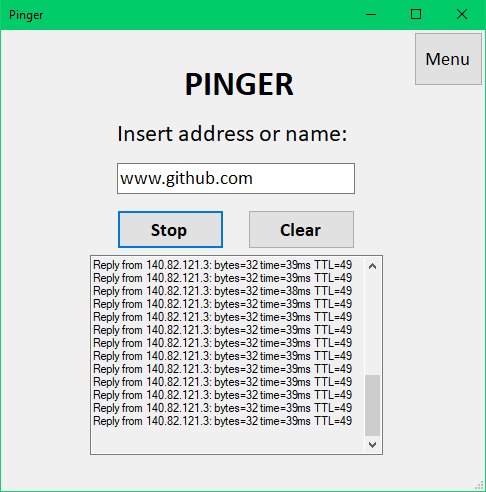 Pinger
Menu
PINGER
Insert address or name:
www.github.com
Stop Clear
Reply from 140.82.121.3: bytes=32 time=39ms TTL=49
Reply from 140.82.121.3: bytes=32 time=39ms TTL=49
Reply from 140.82.121.3: bytes=32 time=38ms TTL=49
Reply from 140.82.121.3: bytes=32 time=39ms TTL=49
Reply from 140.82.121.3: bytes=32 time=39ms TTL=49
Reply from 140.82.121.3: bytes=32 time=39ms TTL=49
Reply from 140.82.121.3: bytes=32 time=39ms TTL=49
Reply from 140.82.121.3: bytes=32 time=39ms TTL=49
Reply from 140.82.121.3: bytes=32 time=39ms TTL=49
Reply from 140.82.121.3: bytes=32 time=39ms TTL=49
Reply from 140.82.121.3: bytes=32 time=39ms TTL=49
Reply from 140.82.121.3: bytes=32 time=39ms TTL=49
Reply from 140.82.121.3: bytes=32 time=39ms TTL=49